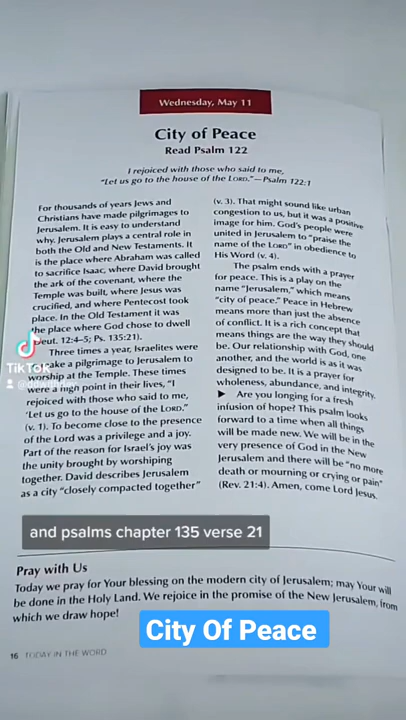 Wednesday, May 11
City of Peace
Read Psalm 122
I rejoiced with those who said to me,
“Let us go to the house of the LORD.”—Psalm 122:1
For thousands of years Jews and
Christians have made pilgrimages to
Jerusalem. It is easy to understand
why. Jerusalem plays a central role in
both the Old and New Testaments. It
is the place where Abraham was called
to sacrifice Isaac, where David brought
the ark of the covenant, where the
Temple was built, where Jesus was
crucified, and where Pentecost took
place. In the Old Testament it was
the place where God chose to dwell
Deut. 12:4–5; Ps. 135:21).
Three times a year, Israelites were
make a pilgrimage to Jerusalem to
worship at the Temple. These times
were a high point in their lives, “I
rejoiced with those who said to me,
‘Let us go to the house of the LORD.’”
(v. 1). To become close to the presence
of the Lord was a privilege and a joy.
Part of the reason for Israel’s joy was
the unity brought by worshiping
together. David describes Jerusalem
as a city “closely compacted together”
(v. 3). That might sound like urban
congestion to us, but it was a positive
image for him. God’s people were
united in Jerusalem to “praise the
name of the LORD” in obedience to
His Word (v. 4).
The psalm ends with a prayer
for peace. This is a play on the
name “Jerusalem,” which means
“city of peace.” Peace in Hebrew
means more than just the absence
of conflict. It is a rich concept that
means things are the way they should
be. Our relationship with God, one
another, and the world is as it was
designed to be. It is a prayer for
wholeness, abundance, and integrity.
▶ Are you longing for a fresh
infusion of hope? This psalm looks
forward to a time when all things
will be made new. We will be in the
very presence of God in the New
Jerusalem and there will be “no more
death or mourning or crying or pain”
(Rev. 21:4). Amen, come Lord Jesus.
TikTok
and psalms chapter 135 verse 21
Pray with Us
Today we pray for Your blessing on the modern city of Jerusalem; may Your will
be done in the Holy Land. We rejoice in the promise of the New Jerusalem, from
which we draw hope!
City Of Peace
16 TODAY IN THE WORD